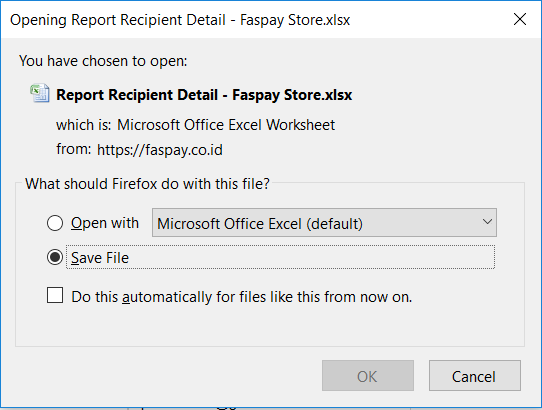 Opening Report Recipient Detail - Faspay Store.xlsx
You have chosen to open:
Report Recipient Detail - Faspay Store.xlsx
which is: Microsoft Office Excel Worksheet
from: https://faspay.co.id
What should Firefox do with this file?
Open with Microsoft Office Excel (default)
Save File
Do this automatically for files like this from now on.
OK Cancel